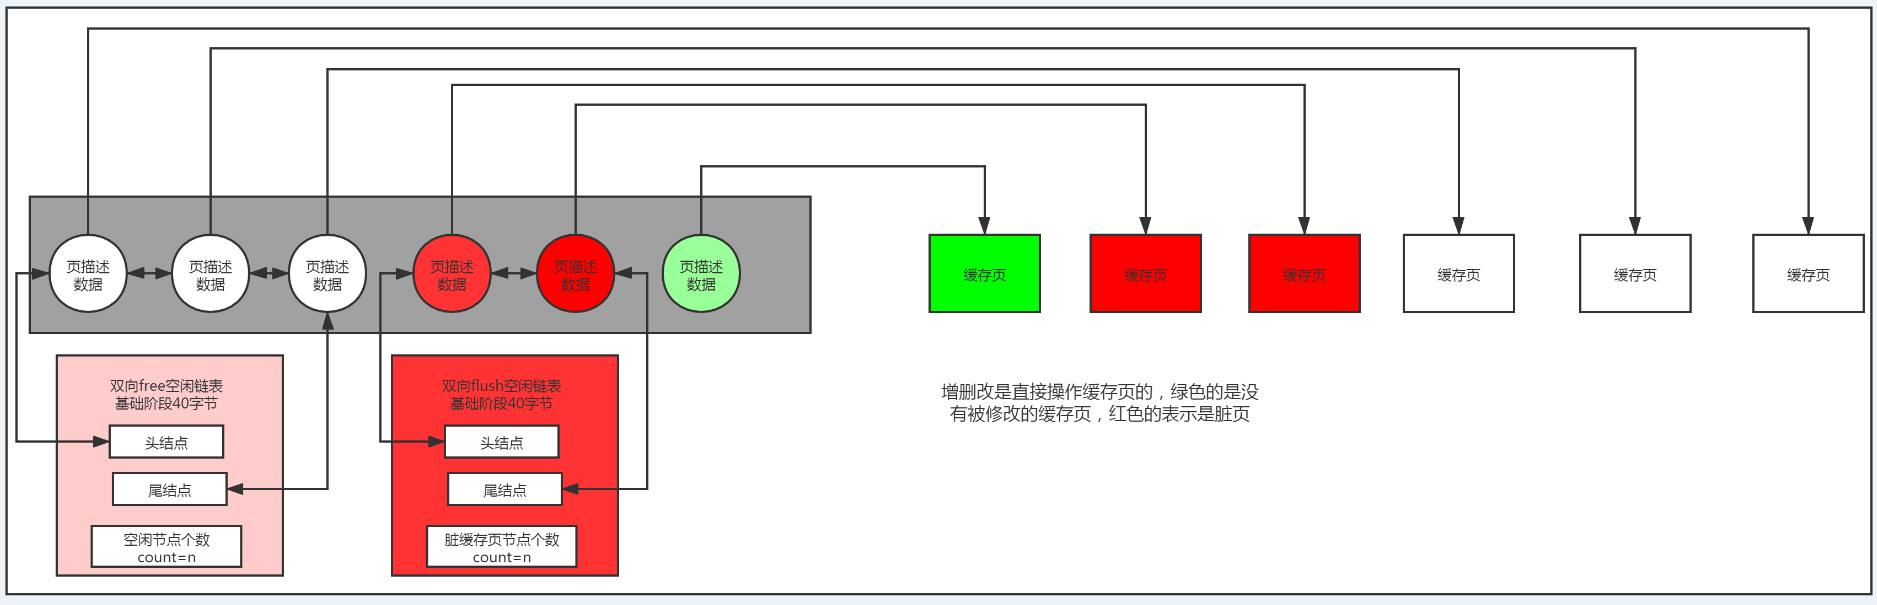 页描述
数据
页描述
数据
页描述
数据
页描述
数据
页描述
数据
页描述
数据
缓存页
缓存页
缓存页
缓存页
缓存页
缓存页
双向free空闲链表
基础阶段40字节
头结点
尾结点
空闲节点个数
count=n
双向flush空闲链表
基础阶段40字节
头结点
尾结点
脏缓存页节点个数
count=n
增删改是直接操作缓存页的，绿色的是没
有被修改的缓存页，红色的表示是脏页